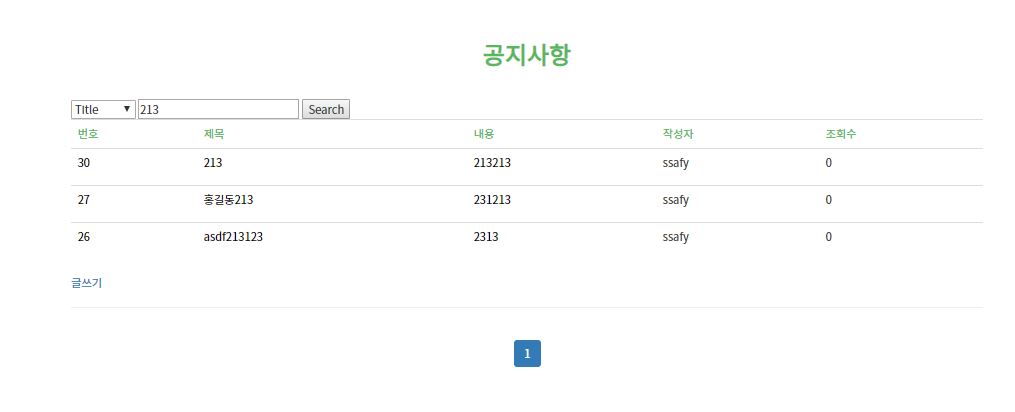 공지사항
Title 213 Search
번호 제목 내용 작성자 조회수
30 213 213213 ssafy 0
27 홍길동213 231213 ssafy 0
26 asdf213123 2313 ssafy 0
글쓰기
1